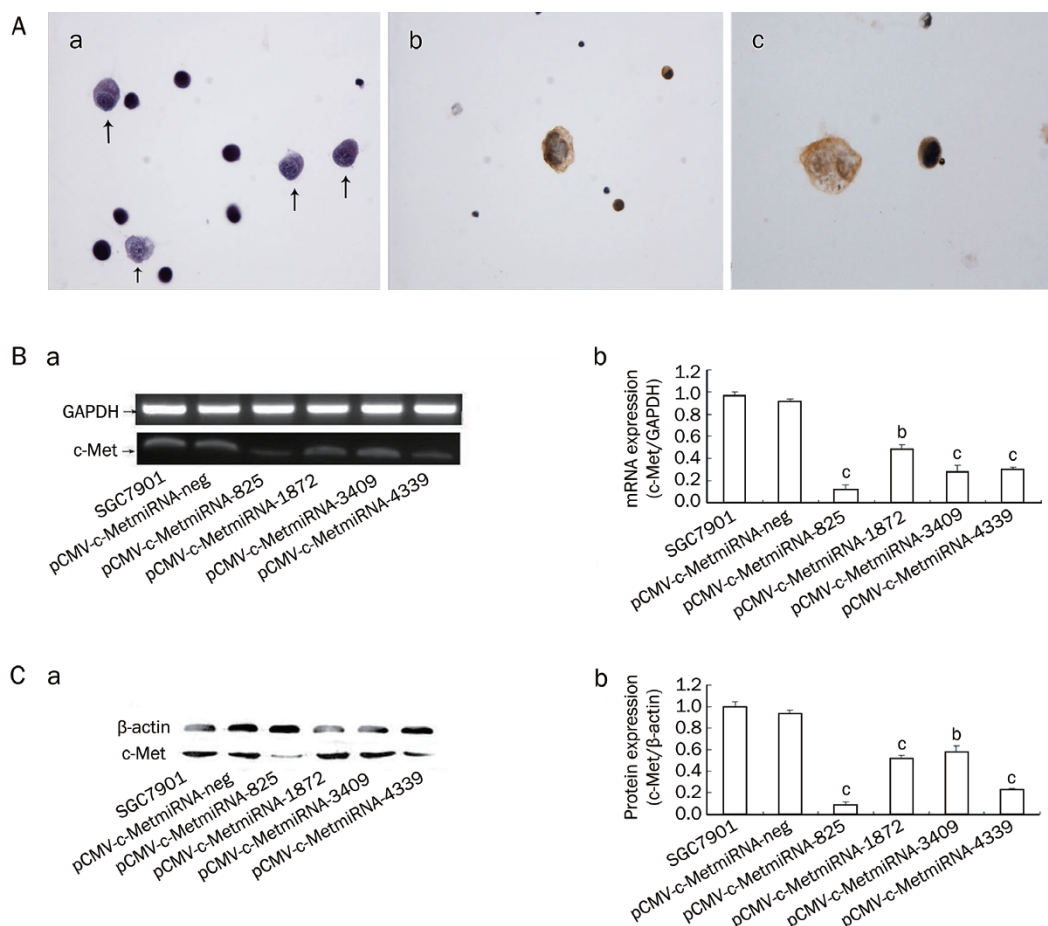 A
a
b
c
B a
GAPDH
c-Met
SGC7901
pCMV-c-MetmiRNA-neg
pCMV-c-MetmiRNA-825
pCMV-c-MetmiRNA-1872
pCMV-c-MetmiRNA-3409
pCMV-c-MetmiRNA-4339
b
mRNA expression
(c-Met/GAPDH)
1.2
1.0
0.8
0.6
0.4
0.2
0.0
c
b
c
c
SGC7901
pCMV-c-MetmiRNA-neg
pCMV-c-MetmiRNA-825
pCMV-c-MetmiRNA-1872
pCMV-c-MetmiRNA-3409
pCMV-c-MetmiRNA-4339
C a
β-actin
c-Met
SGC7901
pCMV-c-MetmiRNA-neg
pCMV-c-MetmiRNA-825
pCMV-c-MetmiRNA-1872
pCMV-c-MetmiRNA-3409
pCMV-c-MetmiRNA-4339
b
Protein expression
(c-Met/β-actin)
1.2
1.0
0.8
0.6
0.4
0.2
0.0
c
c
b
c
SGC7901
pCMV-c-MetmiRNA-neg
pCMV-c-MetmiRNA-825
pCMV-c-MetmiRNA-1872
pCMV-c-MetmiRNA-3409
pCMV-c-MetmiRNA-4339